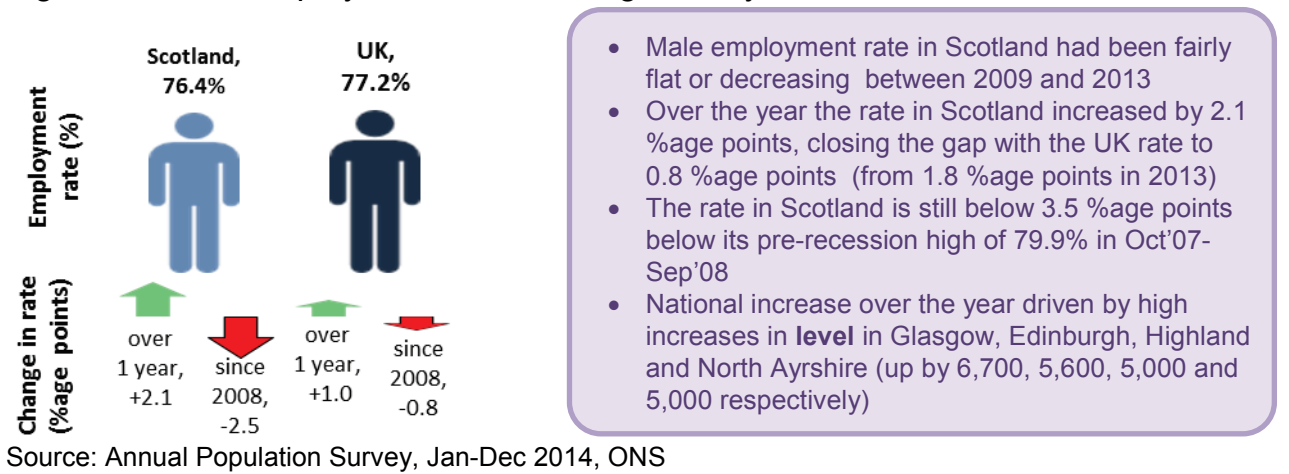 Scotland,
76.4%
UK,
77.2%
Employment
rate (%)
Change in rate
(%age points)
over
1 year,
+2.1
since
2008,
-2.5
over
1 year,
+1.0
since
2008,
-0.8
• Male employment rate in Scotland had been fairly
flat or decreasing between 2009 and 2013
• Over the year the rate in Scotland increased by 2.1
%age points, closing the gap with the UK rate to
0.8 %age points (from 1.8 %age points in 2013)
• The rate in Scotland is still below 3.5 %age points
below its pre-recession high of 79.9% in Oct'07-
Sep'08
• National increase over the year driven by high
increases in level in Glasgow, Edinburgh, Highland
and North Ayrshire (up by 6,700, 5,600, 5,000 and
5,000 respectively)
Source: Annual Population Survey, Jan-Dec 2014, ONS